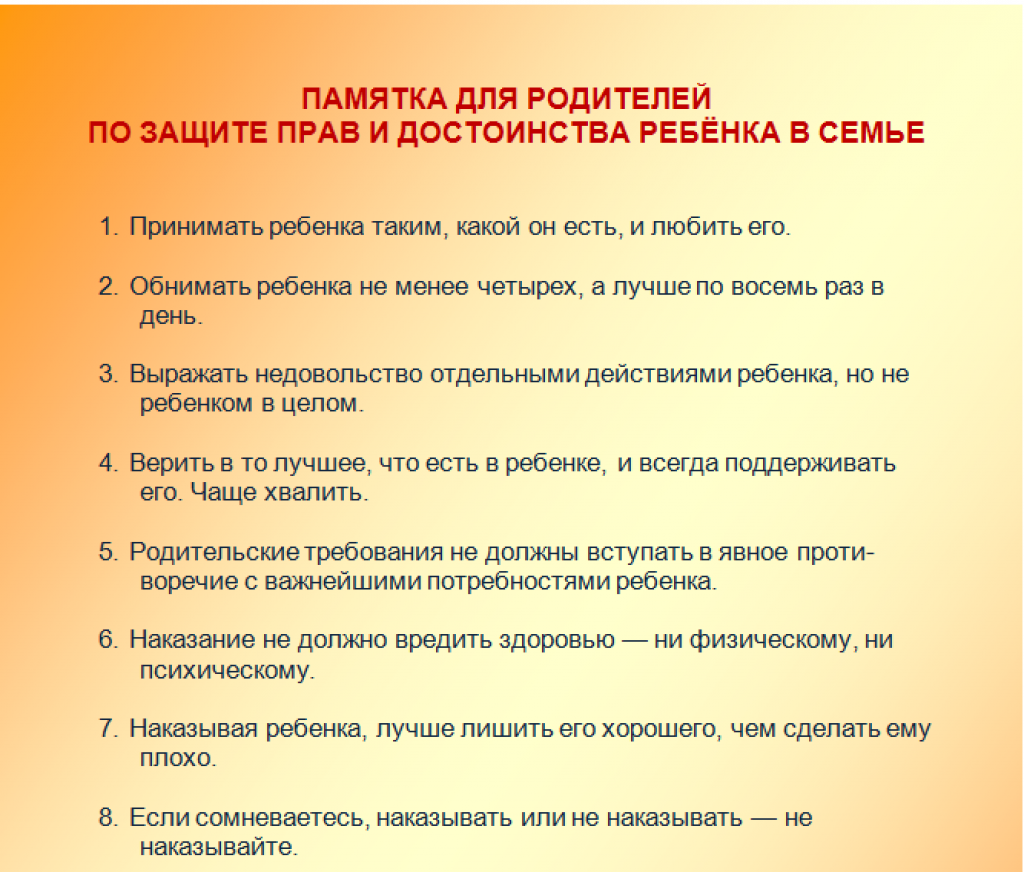 ПАМЯТКА ДЛЯ РОДИТЕЛЕЙ
ПО ЗАЩИТЕ ПРАВ И ДОСТОИНСТВА РЕБЁНКА В СЕМЬЕ
1. Принимать ребенка таким, какой он есть, и любить его.
2. Обнимать ребенка не менее четырех, а лучше по восемь раз в
день.
3. Выражать недовольство отдельными действиями ребенка, но не
ребенком в целом.
4. Верить в то лучшее, что есть в ребенке, и всегда поддерживать
его. Чаще хвалить.
5. Родительские требования не должны вступать в явное проти-
воречие с важнейшими потребностями ребенка.
6. Наказание не должно вредить здоровью — ни физическому, ни
психическому.
7. Наказывая ребенка, лучше лишить его хорошего, чем сделать ему
плохо.
8. Если сомневаетесь, наказывать или не наказывать — не
наказывайте.